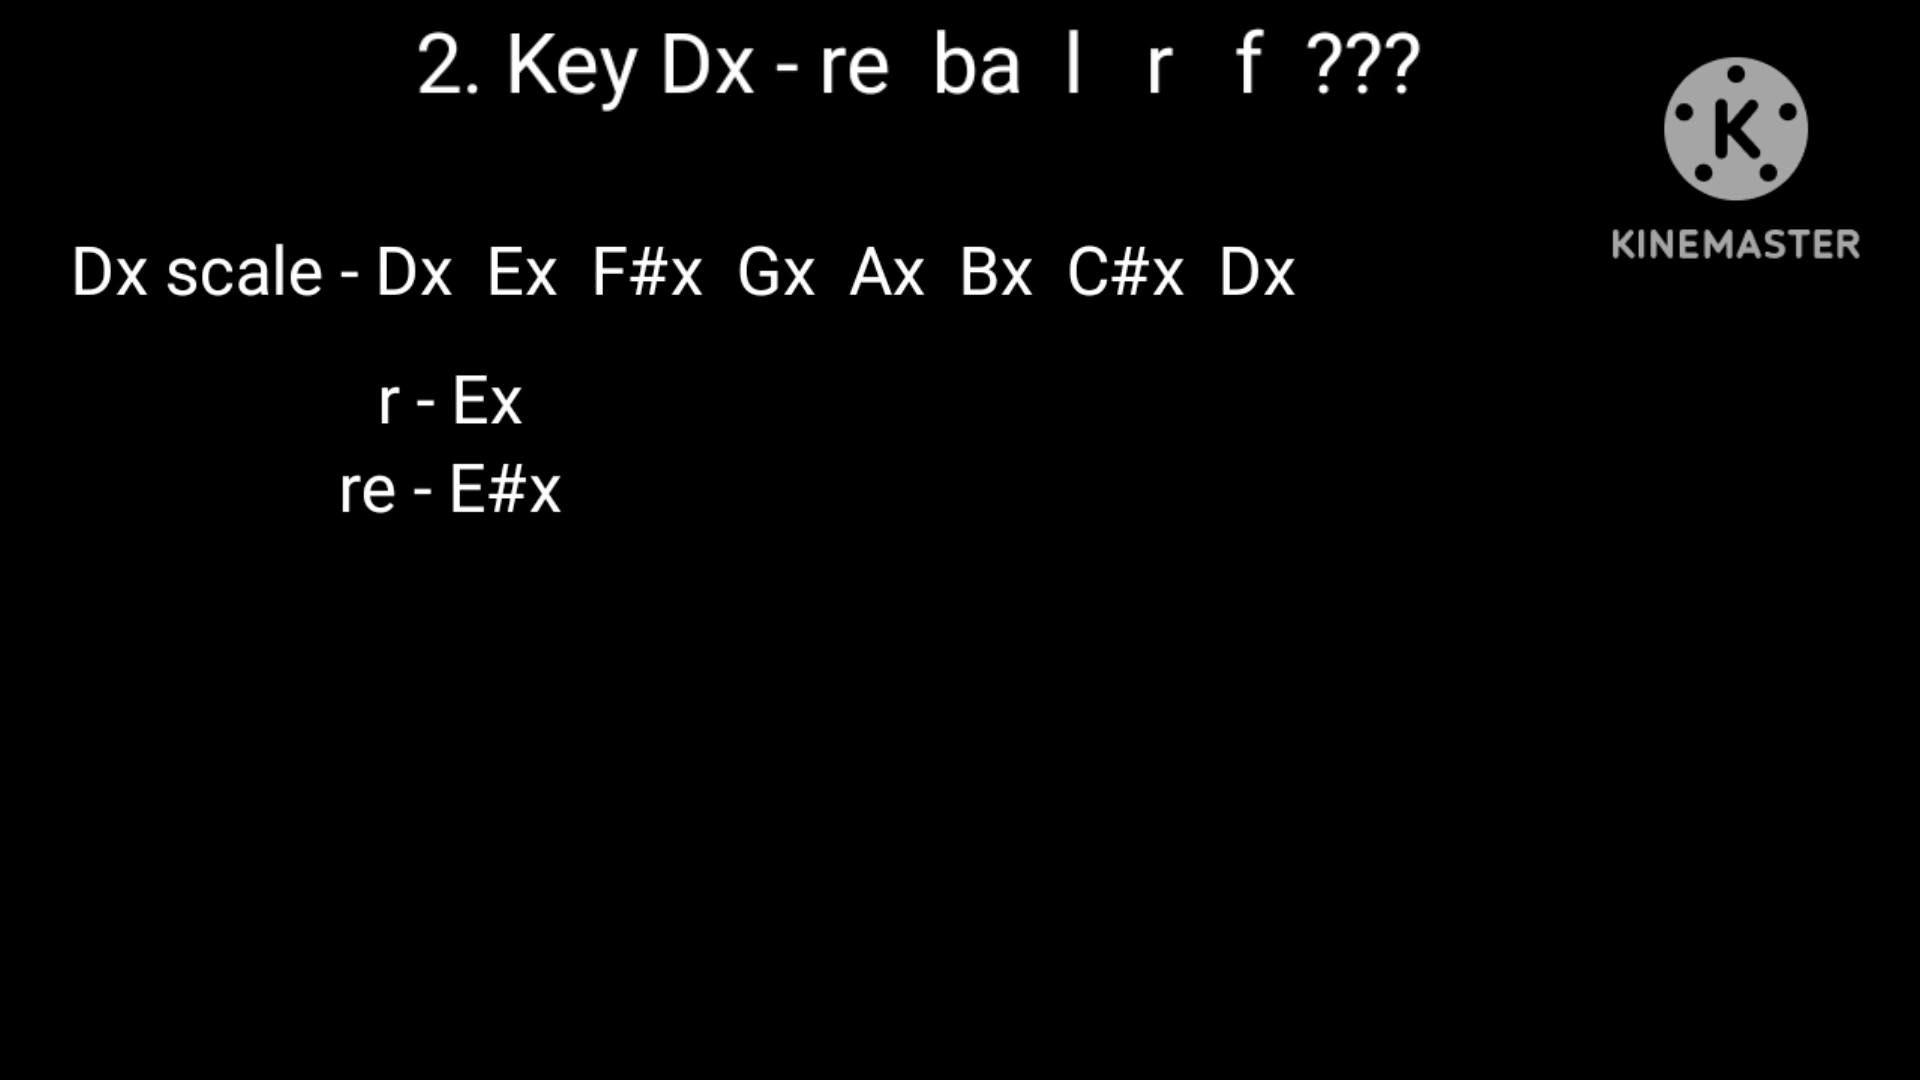 2. Key Dx - re ba l r f ???
K
KINEMASTER
Dx scale - Dx Ex F#x Gx Ax Bx C#x Dx
r - Ex
re - E#x